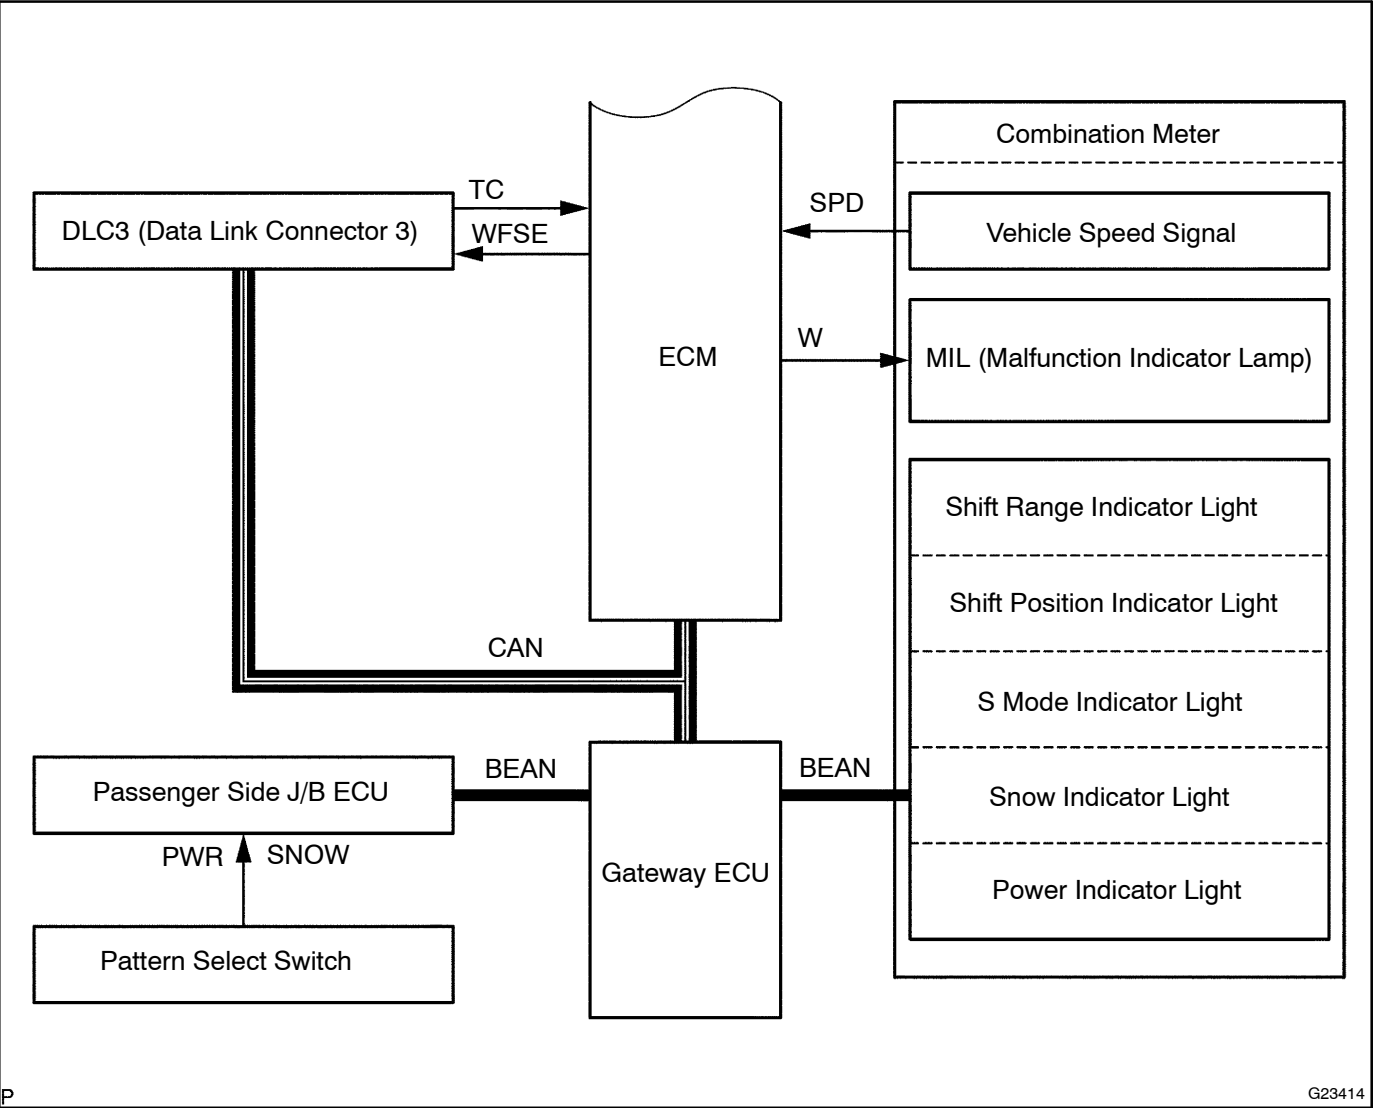 Combination Meter
TC
DLC3 (Data Link Connector 3)
WFSE
SPD
Vehicle Speed Signal
W
ECM
MIL (Malfunction Indicator Lamp)
Shift Range Indicator Light
Shift Position Indicator Light
CAN
S Mode Indicator Light
BEAN
BEAN
Passenger Side J/B ECU
Snow Indicator Light
PWR
SNOW
Gateway ECU
Power Indicator Light
Pattern Select Switch
P
G23414